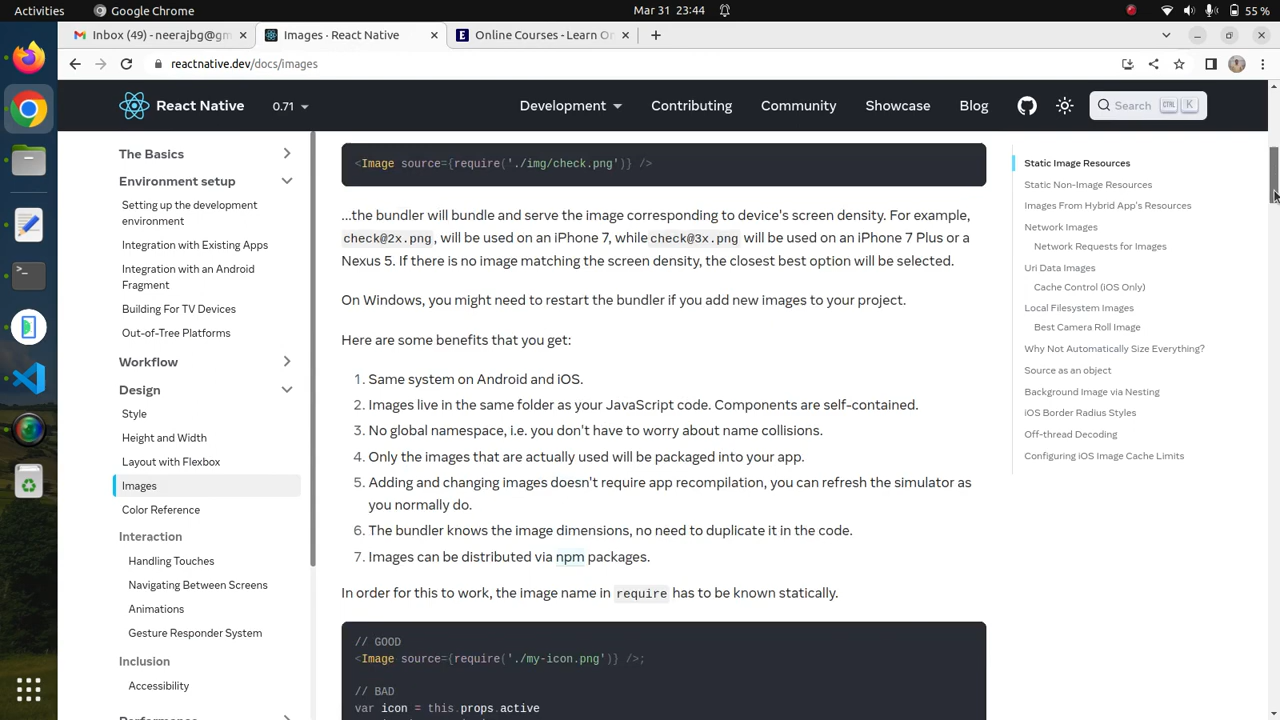 Activities
Google Chrome
Mar 31 23:44
55 %
Inbox (49) - neerajbg@gm
Images · React Native
Online Courses - Learn On
reactnative.dev/docs/images
React Native
0.71
Development
Contributing
Community
Showcase
Blog
Search
CTRL
K
The Basics
Environment setup
Setting up the development
environment
Integration with Existing Apps
Integration with an Android
Fragment
Building For TV Devices
Out-of-Tree Platforms
Workflow
Design
Style
Height and Width
Layout with Flexbox
Images
Color Reference
Interaction
Handling Touches
Navigating Between Screens
Animations
Gesture Responder System
Inclusion
Accessibility
Performance
<Image source={require('./img/check.png')} />
...the bundler will bundle and serve the image corresponding to device's screen density. For example,
check@2x.png, will be used on an iPhone 7, while check@3x.png will be used on an iPhone 7 Plus or a
Nexus 5. If there is no image matching the screen density, the closest best option will be selected.
On Windows, you might need to restart the bundler if you add new images to your project.
Here are some benefits that you get:
1. Same system on Android and iOS.
2. Images live in the same folder as your JavaScript code. Components are self-contained.
3. No global namespace, i.e. you don't have to worry about name collisions.
4. Only the images that are actually used will be packaged into your app.
5. Adding and changing images doesn't require app recompilation, you can refresh the simulator as
you normally do.
6. The bundler knows the image dimensions, no need to duplicate it in the code.
7. Images can be distributed via npm packages.
In order for this to work, the image name in require has to be known statically.
// GOOD
<Image source={require('./my-icon.png')} />;
// BAD
var icon = this.props.active
Static Image Resources
Static Non-Image Resources
Images From Hybrid App's Resources
Network Images
Network Requests for Images
Uri Data Images
Cache Control (iOS Only)
Local Filesystem Images
Best Camera Roll Image
Why Not Automatically Size Everything?
Source as an object
Background Image via Nesting
iOS Border Radius Styles
Off-thread Decoding
Configuring iOS Image Cache Limits